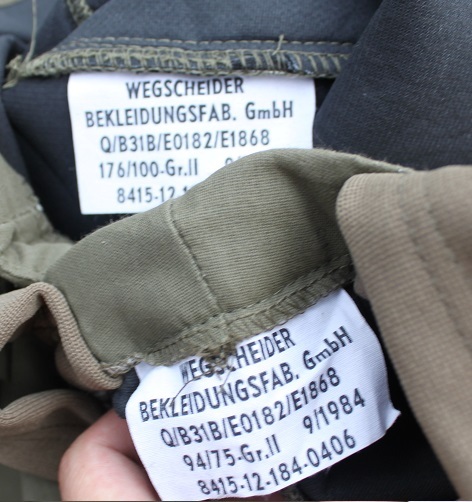 WEGSCHEIDER
BEKLEIDUNGSFAB. GmbH
Q/B31B/E0182/E1868
176/100-Gr.II
8415-12-1
WEGSCHEIDER
BEKLEIDUNGSFAB. GmbH
Q/B31B/E0182/E1868
94/75-Gr.II 9/1984
8415-12-184-0406